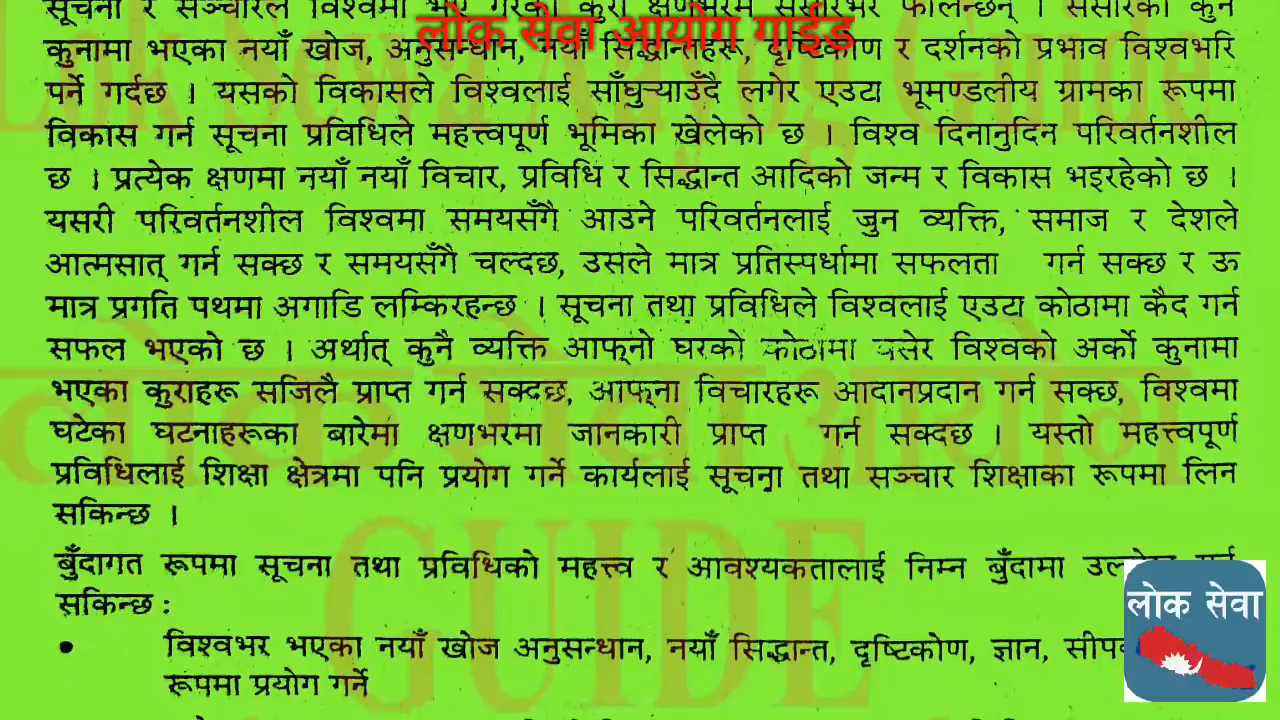 सूचना र सञ्चारले विश्वमा भए गरेका कुरा क्षणभरमै संसारभर फैलिन्छन् । संसारको कुनै
लोक सेवा आयोग गाईड
कुनामा भएका नयाँ खोज, अनुसन्धान, नयाँ सिद्धान्तहरू, दृष्टिकोण र दर्शनको प्रभाव विश्वभरि
पर्ने गर्दछ । यसको विकासले विश्वलाई साँघुऱ्याउँदै लगेर एउटा भूमण्डलीय ग्रामका रूपमा
विकास गर्न सूचना प्रविधिले महत्त्वपूर्ण भूमिका खेलेको छ । विश्व दिनानुदिन परिवर्तनशील
छ । प्रत्येक क्षणमा नयाँ नयाँ विचार, प्रविधि र सिद्धान्त आदिको जन्म र विकास भइरहेको छ ।
यसरी परिवर्तनशील विश्वमा समयसँगै आउने परिवर्तनलाई जुन व्यक्ति, समाज र देशले
आत्मसात् गर्न सक्छ र समयसँगै चल्दछ, उसले मात्र प्रतिस्पर्धामा सफलता गर्न सक्छ र ऊ
मात्र प्रगति पथमा अगाडि लम्किरहन्छ । सूचना तथा प्रविधिले विश्वलाई एउटा कोठामा कैद गर्न
सफल भएको छ । अर्थात् कुनै व्यक्ति आफ्नो घरको कोठामा बसेर विश्वको अर्को कुनामा
भएका कुराहरू सजिलै प्राप्त गर्न सक्दछ, आफ्ना विचारहरू आदानप्रदान गर्न सक्छ, विश्वमा
घटेका घटनाहरूका बारेमा क्षणभरमा जानकारी प्राप्त गर्न सक्दछ । यस्तो महत्त्वपूर्ण
प्रविधिलाई शिक्षा क्षेत्रमा पनि प्रयोग गर्ने कार्यलाई सूचना तथा सञ्चार शिक्षाका रूपमा लिन
सकिन्छ ।
बुँदागत रूपमा सूचना तथा प्रविधिको महत्त्व र आवश्यकतालाई निम्न बुँदामा
सकिन्छ :
लोक सेवा
• विश्वभर भएका नयाँ खोज अनुसन्धान, नयाँ सिद्धान्त, दृष्टिकोण, ज्ञान,
रूपमा प्रयोग गर्ने
GUIDE